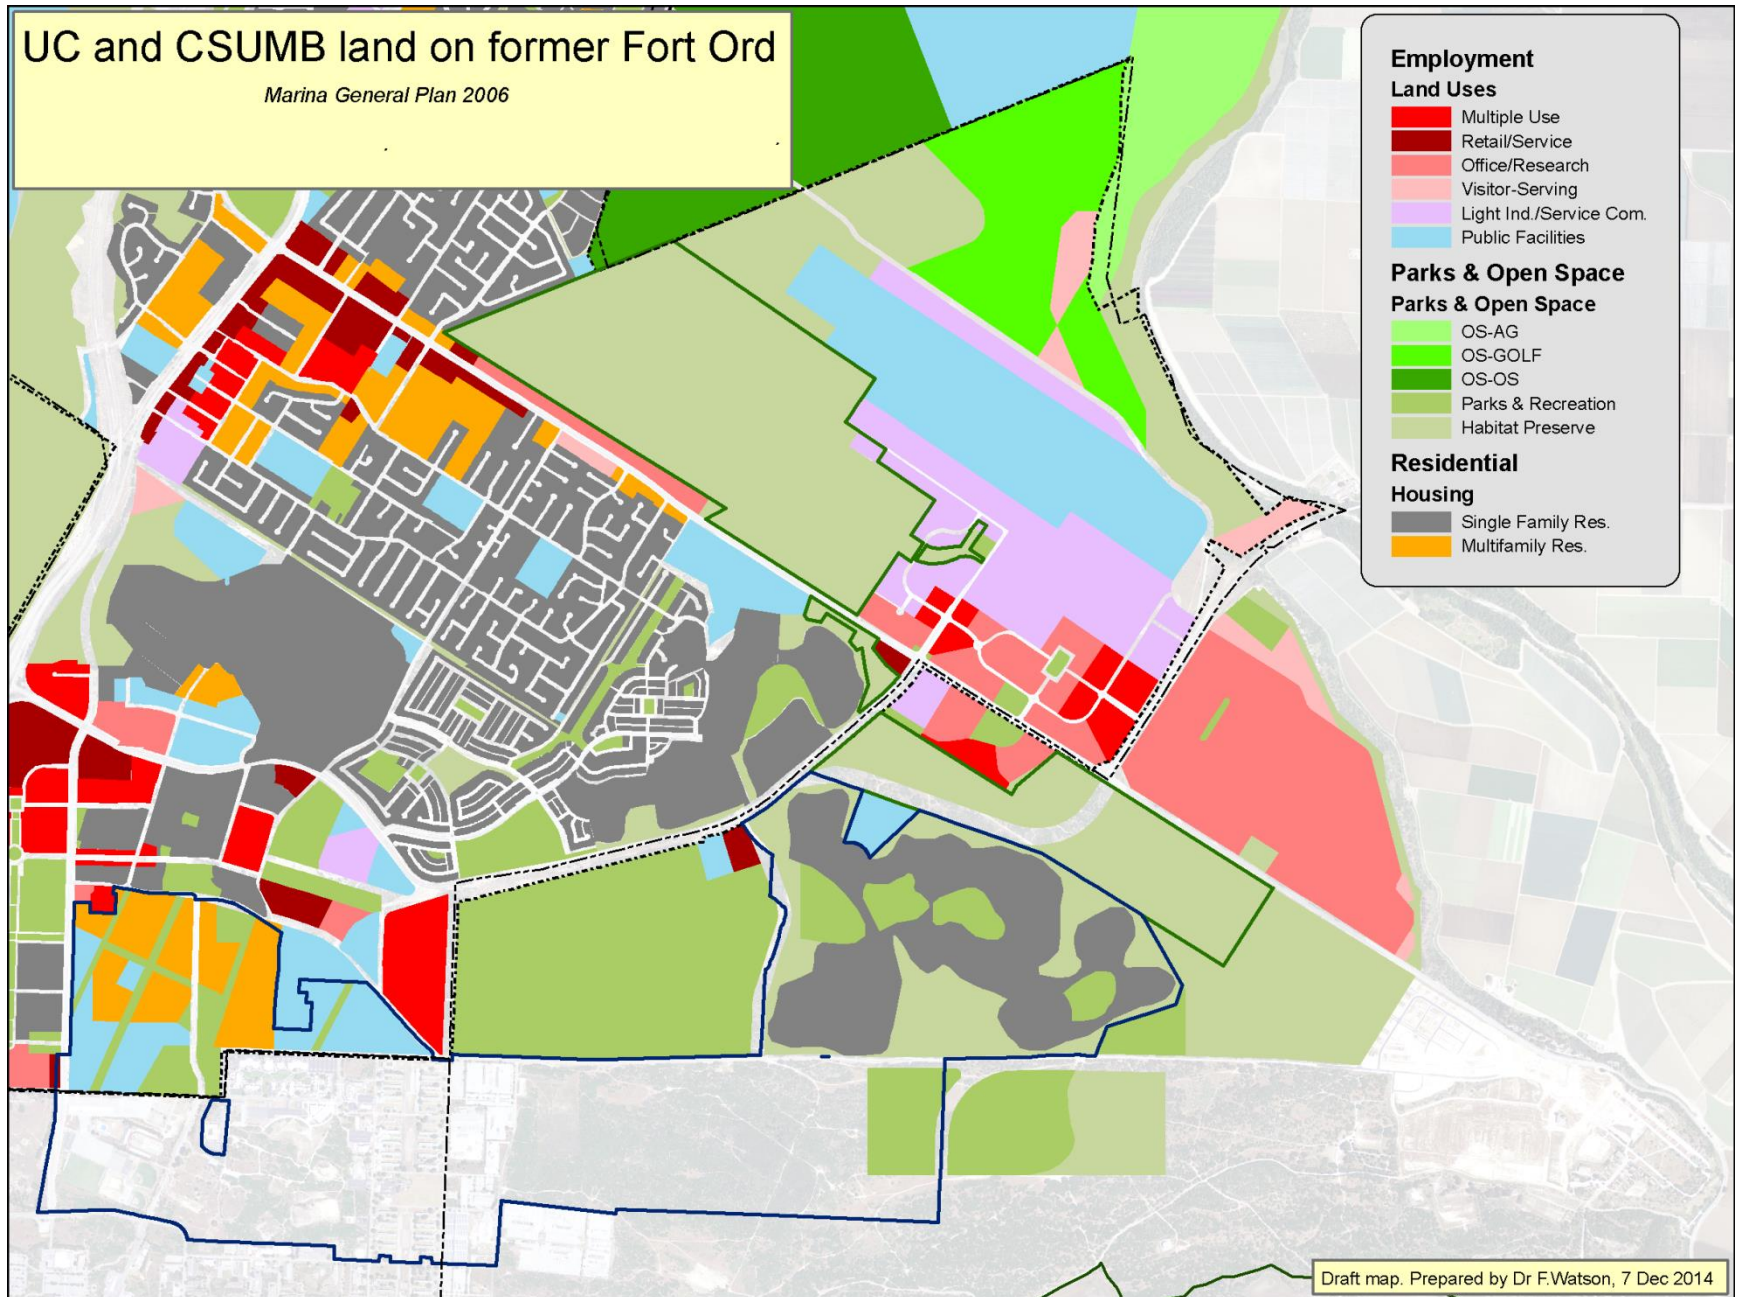 UC and CSUMB land on former Fort Ord
Marina General Plan 2006
Employment
Land Uses
Multiple Use
Retail/Service
Office/Research
Visitor-Serving
Light Ind./Service Com.
Public Facilities
Parks & Open Space
Parks & Open Space
OS-AG
OS-GOLF
OS-OS
Parks & Recreation
Habitat Preserve
Residential
Housing
Single Family Res.
Multifamily Res.
Draft map. Prepared by Dr F.Watson, 7 Dec 2014